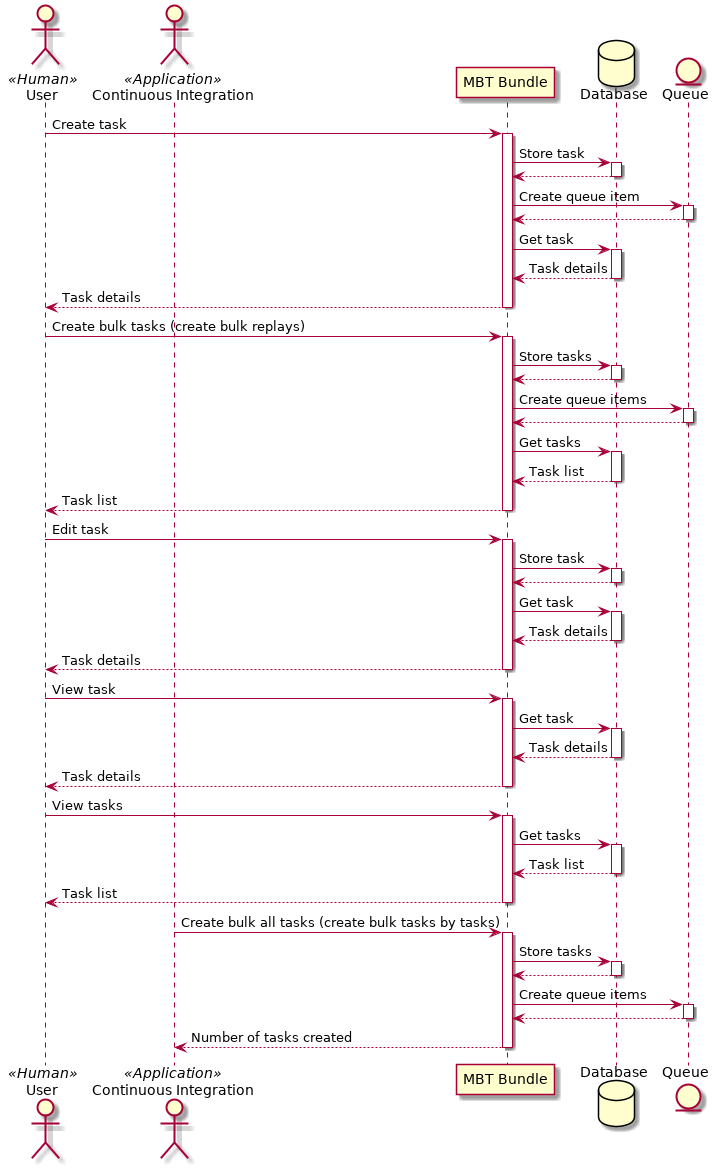 «Human»
User
«Application»
Continuous Integration
MBT Bundle
Database
Queue
Create task
Store task
Create queue item
Get task
Task details
Task details
Create bulk tasks (create bulk replays)
Store tasks
Create queue items
Get tasks
Task list
Task list
Edit task
Store task
Get task
Task details
Task details
View task
Get task
Task details
Task details
View tasks
Get tasks
Task list
Task list
Create bulk all tasks (create bulk tasks by tasks)
Store tasks
Create queue items
Number of tasks created
«Human»
User
«Application»
Continuous Integration
MBT Bundle
Database
Queue